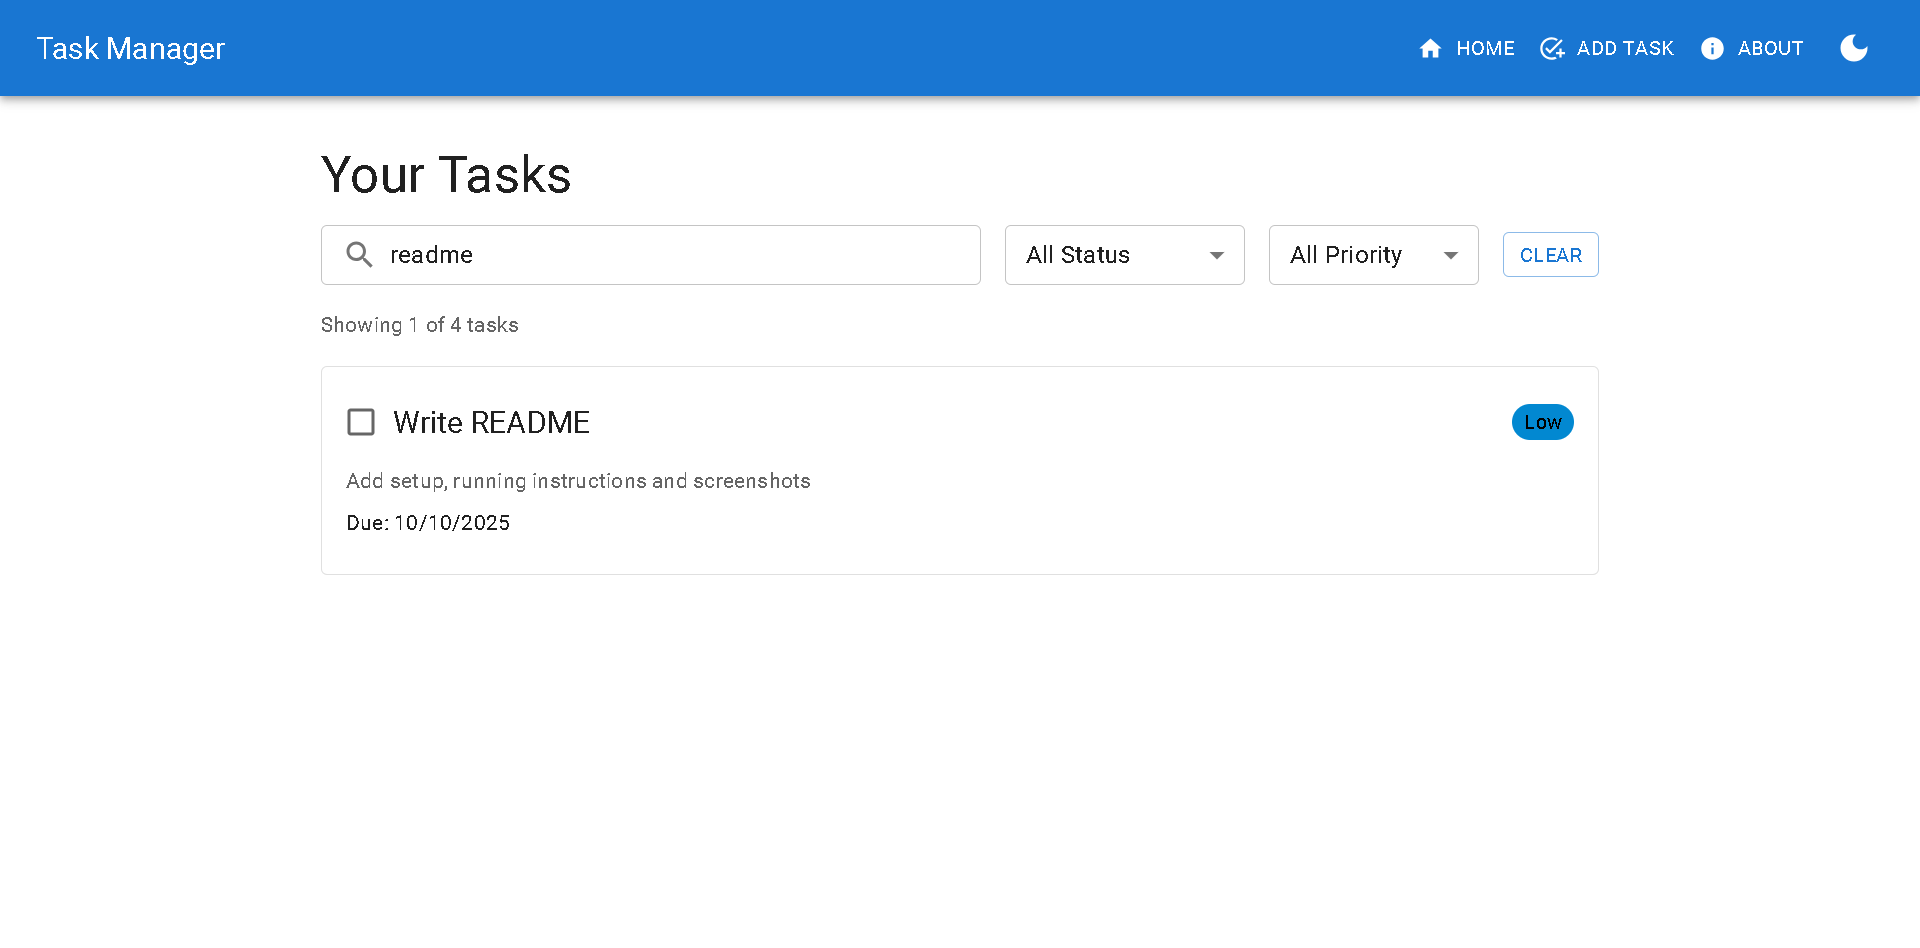 Task Manager
HOME
ADD TASK
ABOUT
Your Tasks
readme
All Status
All Priority
CLEAR
Showing 1 of 4 tasks
Write README
Low
Add setup, running instructions and screenshots
Due: 10/10/2025